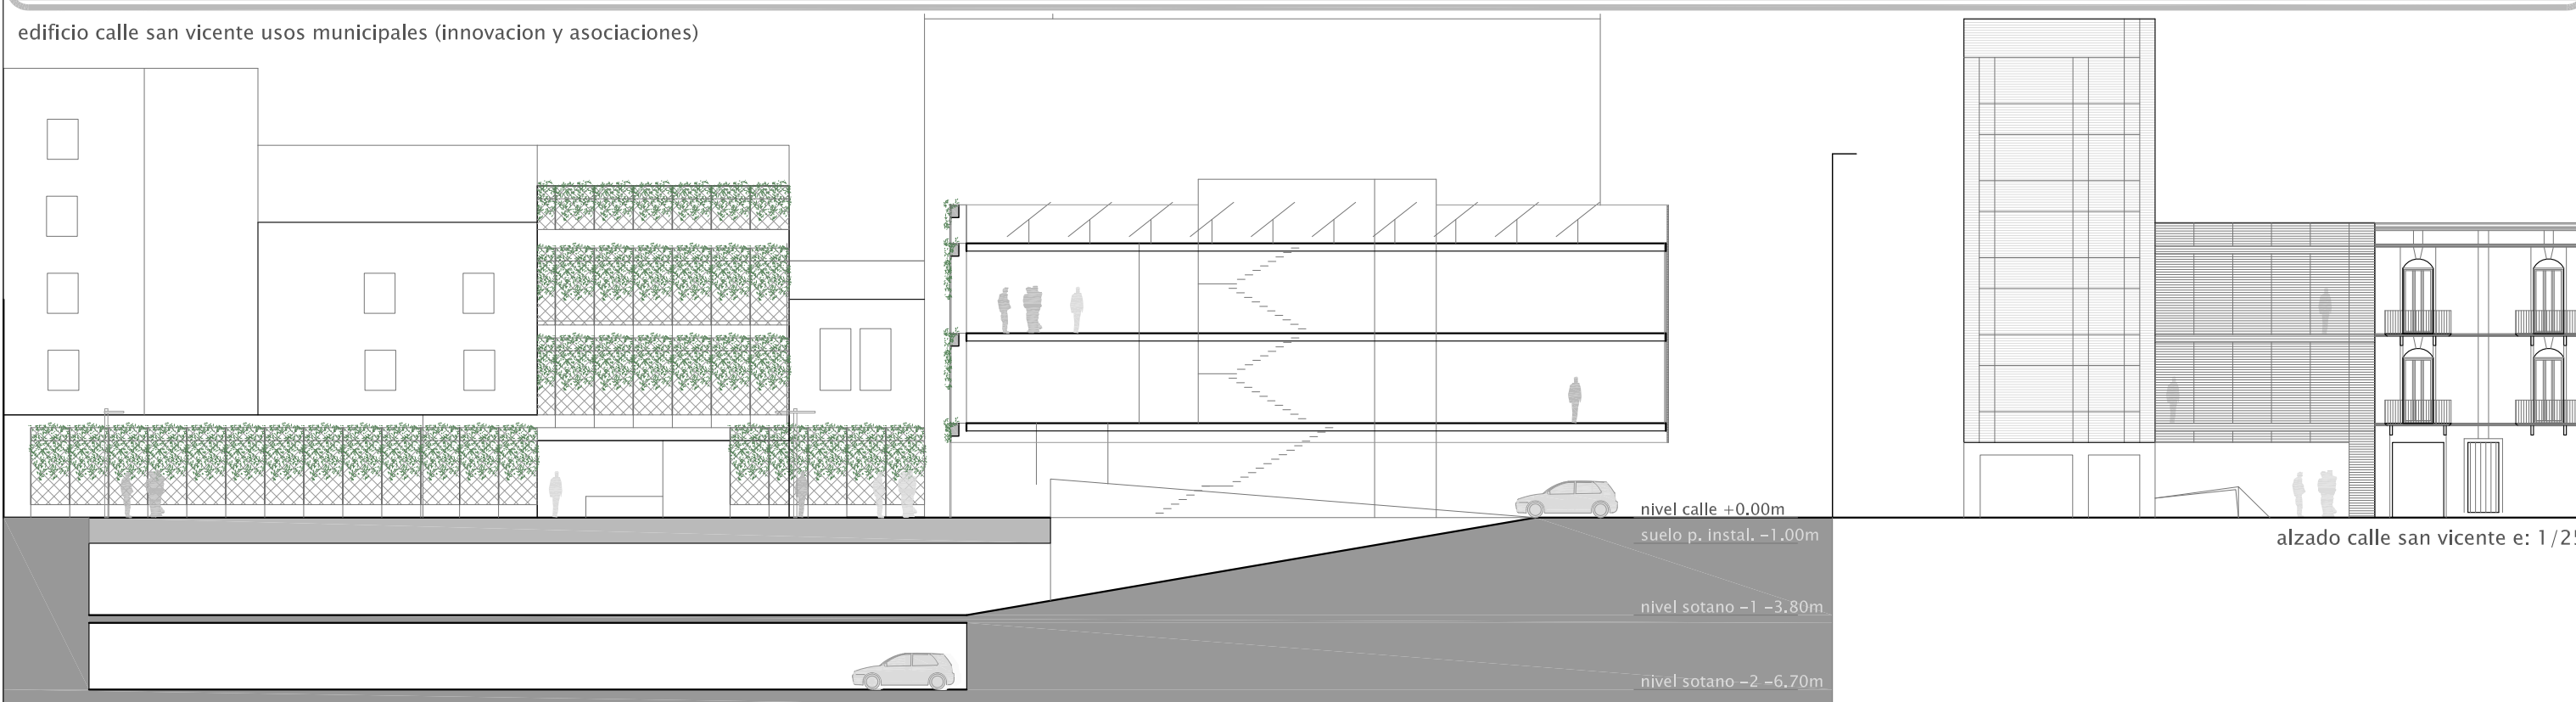 edificio calle san vicente usos municipales (innovacion y asociaciones)
nivel calle +0.00m
suelo p. instal. -1.00m
alzado calle san vicente e: 1/25
nivel sotano -1 -3.80m
nivel sotano -2 -6.70m